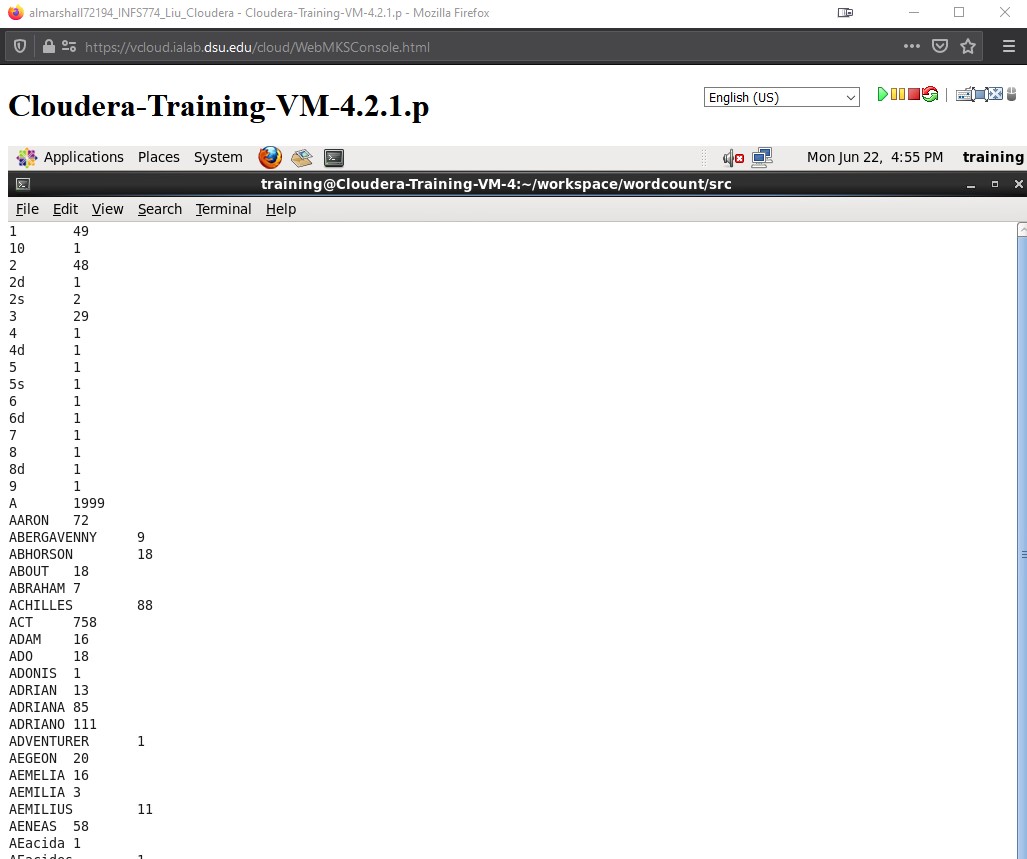 almarshall72194_INFS774_Liu_Cloudera - Cloudera-Training-VM-4.2.1.p - Mozilla Firefox
https://vcloud.ialab.dsu.edu/cloud/WebMKSConsole.html
Cloudera-Training-VM-4.2.1.p
English (US)
Applications Places System Mon Jun 22, 4:55 PM training
training@Cloudera-Training-VM-4:~/workspace/wordcount/src
File Edit View Search Terminal Help
1 49
10 1
2 48
2d 1
2s 2
3 29
4 1
4d 1
5 1
5s 1
6 1
6d 1
7 1
8 1
8d 1
9 1
A 1999
AARON 72
ABERGAVENNY 9
ABHORSON 18
ABOUT 18
ABRAHAM 7
ACHILLES 88
ACT 758
ADAM 16
ADO 18
ADONIS 1
ADRIAN 13
ADRIANA 85
ADRIANO 111
ADVENTURER 1
AEGEON 20
AEMELIA 16
AEMILIA 3
AEMILIUS 11
AENEAS 58
AEacida 1
AEacides 1